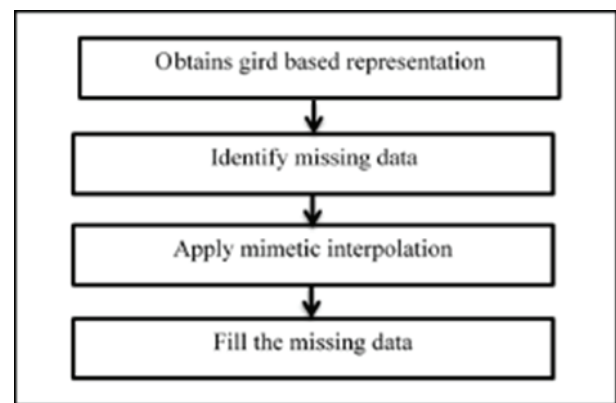 Obtains gird based representation
Identify missing data
Apply mimetic interpolation
Fill the missing data